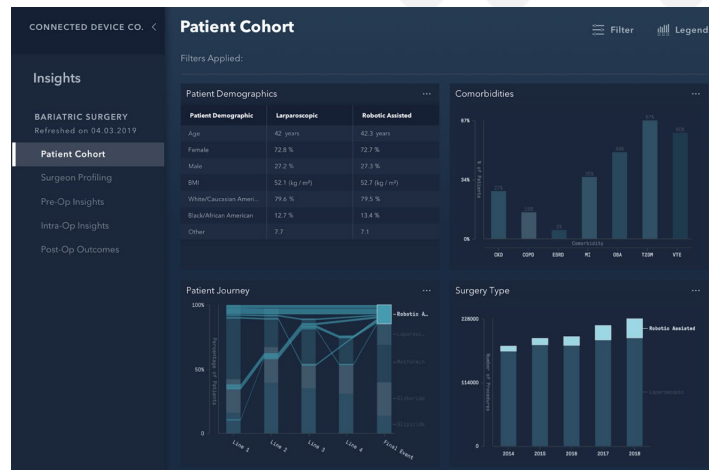 CONNECTED DEVICE CO. <
Insights
BARIATRIC SURGERY
Refreshed on 04.03.2019
Patient Cohort
Surgeon Profiling
Pre-Op Insights
Intra-Op Insights
Post-Op Outcomes
Patient Cohort
Filter
Legend
Filters Applied:
Patient Demographics ...
Patient Demographic Larparoscopic Robotic Assisted
Age 42 years 42.3 years
Female 72.8 % 72.7 %
Male 27.2 % 27.3 %
BMI 52.1 (kg / m²) 52.7 (kg / m²)
White/Caucasian Ameri... 79.6 % 79.5 %
Black/African American 12.7 % 13.4 %
Other 7.7 7.1
Comorbidities ...
67%
34%
0%
% of Patients
27%
67%
Comorbidity
CKD COPD ESRD MI OSA T2DM VTE
Patient Journey ...
100%
50%
0
Percentage of Patients
Robotic A…
Line 1 Line 2 Line 3 Line 4 Final Event
Surgery Type ...
228000
114000
0
Number of Procedures
Robotic Assisted
2014 2015 2016 2017 2018